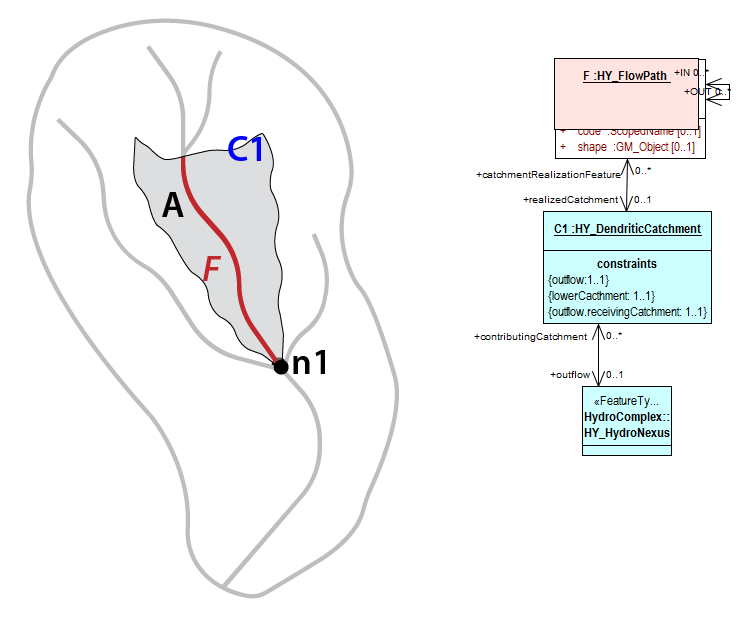 C1
A
F
n1
F :HY_FlowPath
+IN 0..*
+OUT 0..*
+ code :ScopedName [0..1]
+ shape :GM_Object [0..1]
+catchmentRealizationFeature 0..*
+realizedCatchment 0..1
C1 :HY_DendriticCatchment
constraints
{outflow:1..1}
{lowerCacthment: 1..1}
{outflow.receivingCatchment: 1..1}
+contributingCatchment 0..*
+outflow 0..1
«FeatureTy...
HydroComplex::
HY_HydroNexus